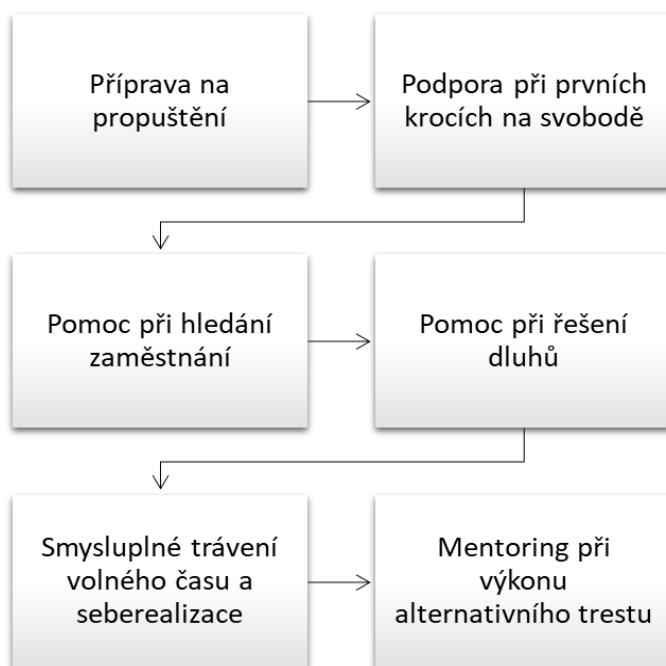 Příprava na
propuštění
Podpora při prvních
krocích na svobodě
Pomoc při hledání
zaměstnání
Pomoc při řešení
dluhů
Smysluplné trávení
volného času a
seberealizace
Mentoring při
výkonu
alternativního trestu